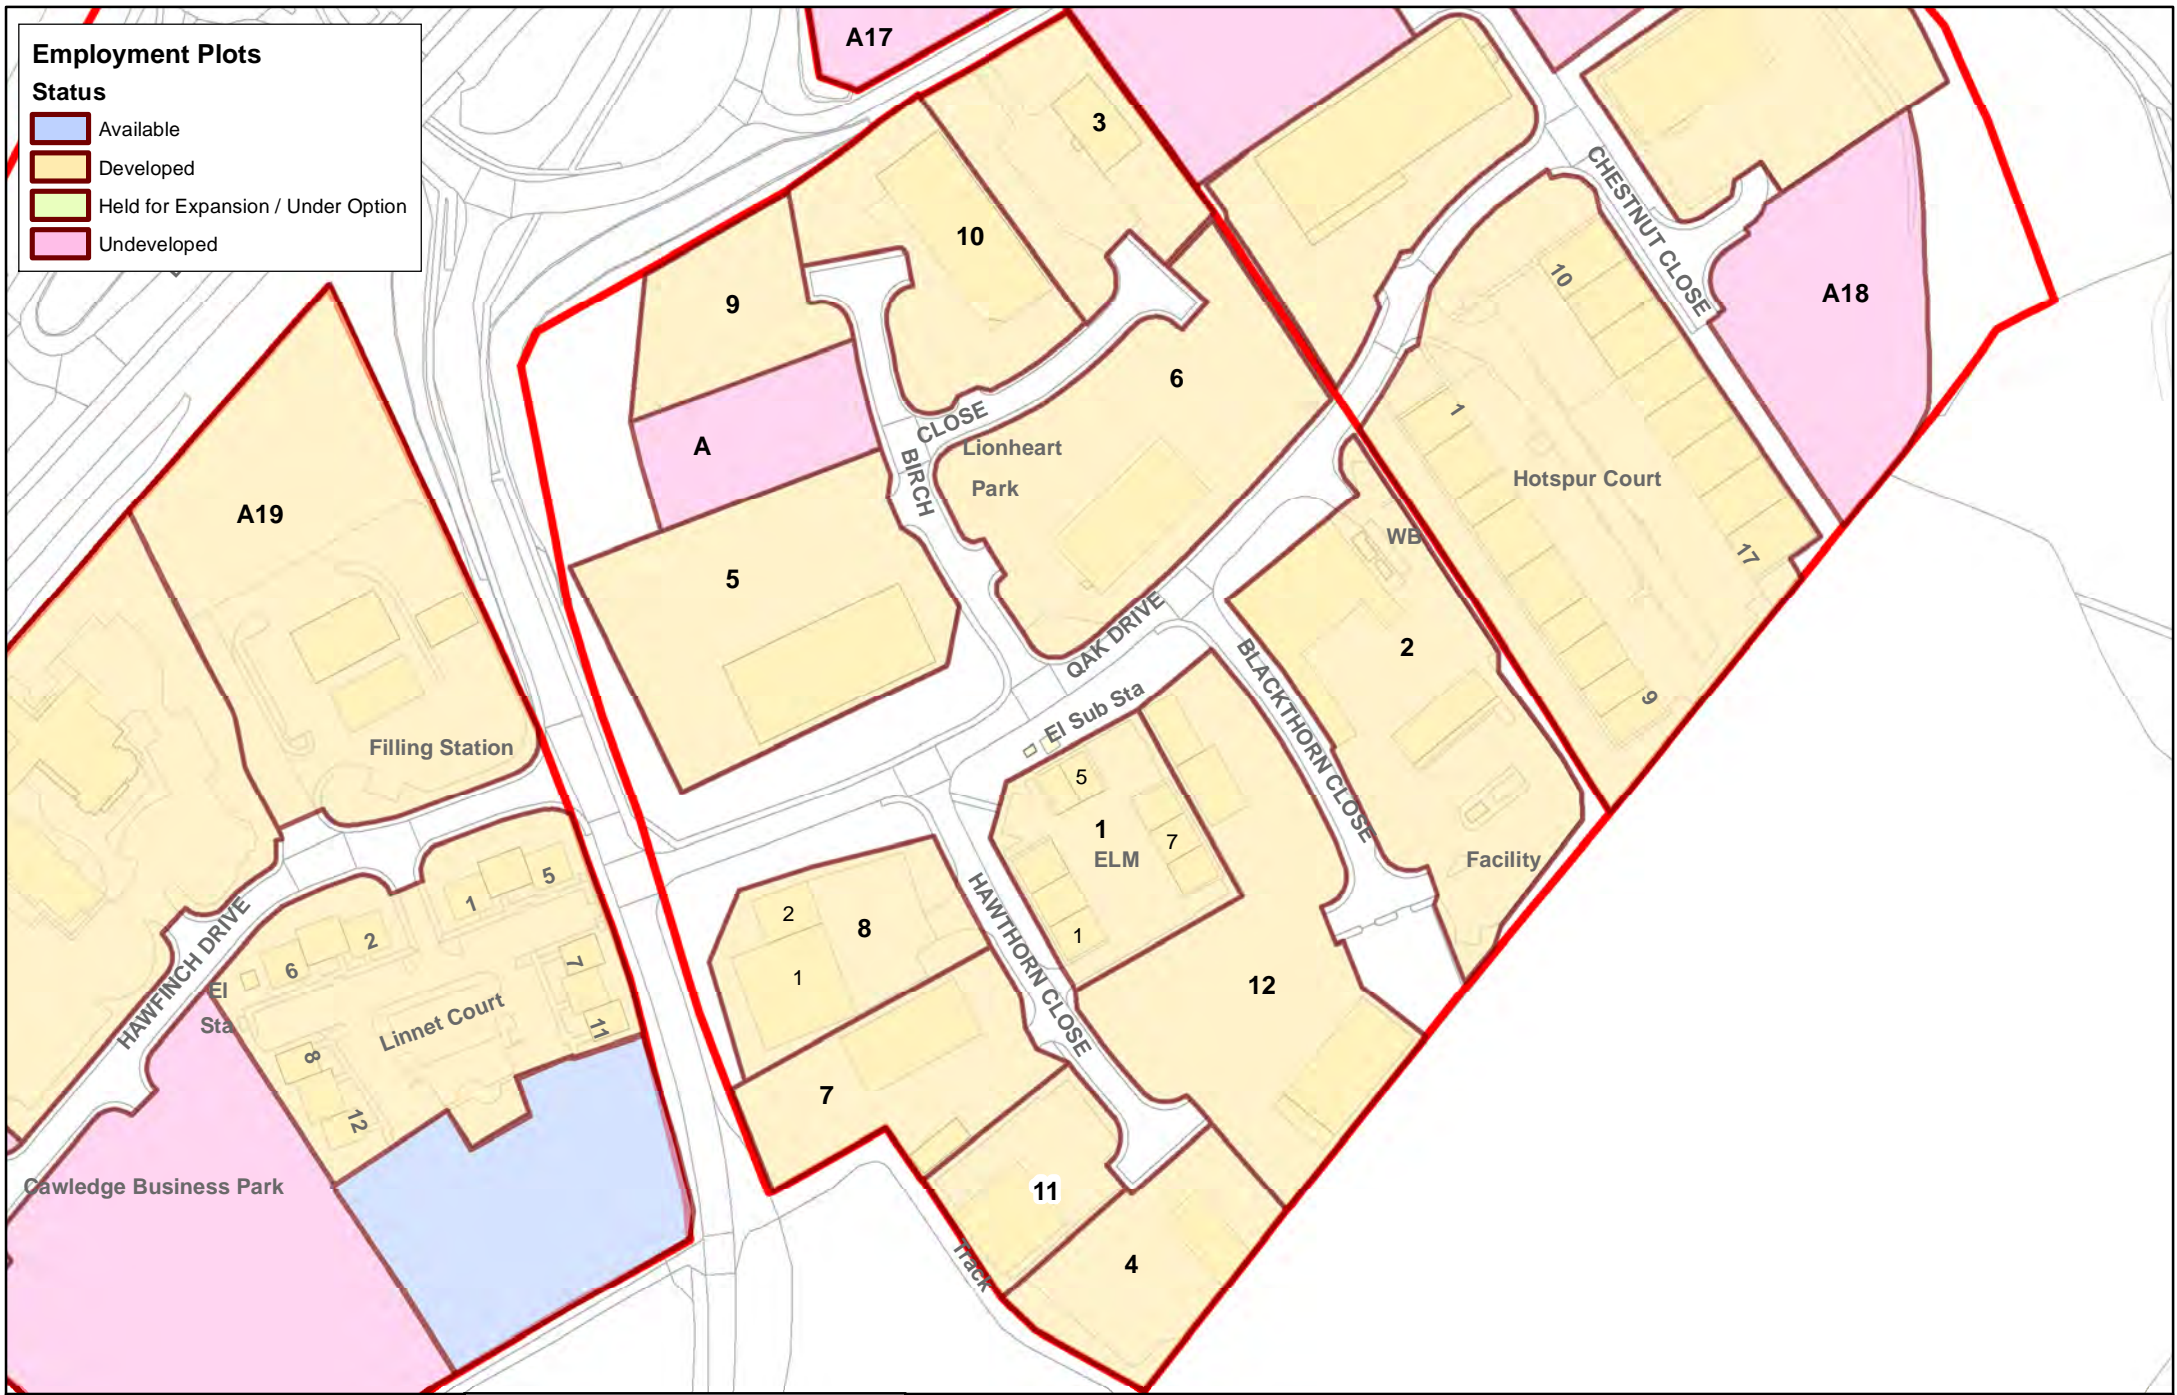 Employment Plots
Status
Available
Developed
Held for Expansion / Under Option
Undeveloped
A17
3
10
9
CHESTNUT CLOSE
10
A18
6
A
CLOSE
BIRCH
Lionheart
Park
1
Hotspur Court
A19
WB
17
5
QAK DRIVE
2
BLACKTHORN CLOSE
El Sub Sta
9
Filling Station
5
1
ELM
7
Facility
5
1
2
8
HAWTHORN CLOSE
1
2
6
7
1
12
HAWFINCH DRIVE
El
Sta
Linnet Court
11
8
12
7
Cawledge Business Park
11
Track
4